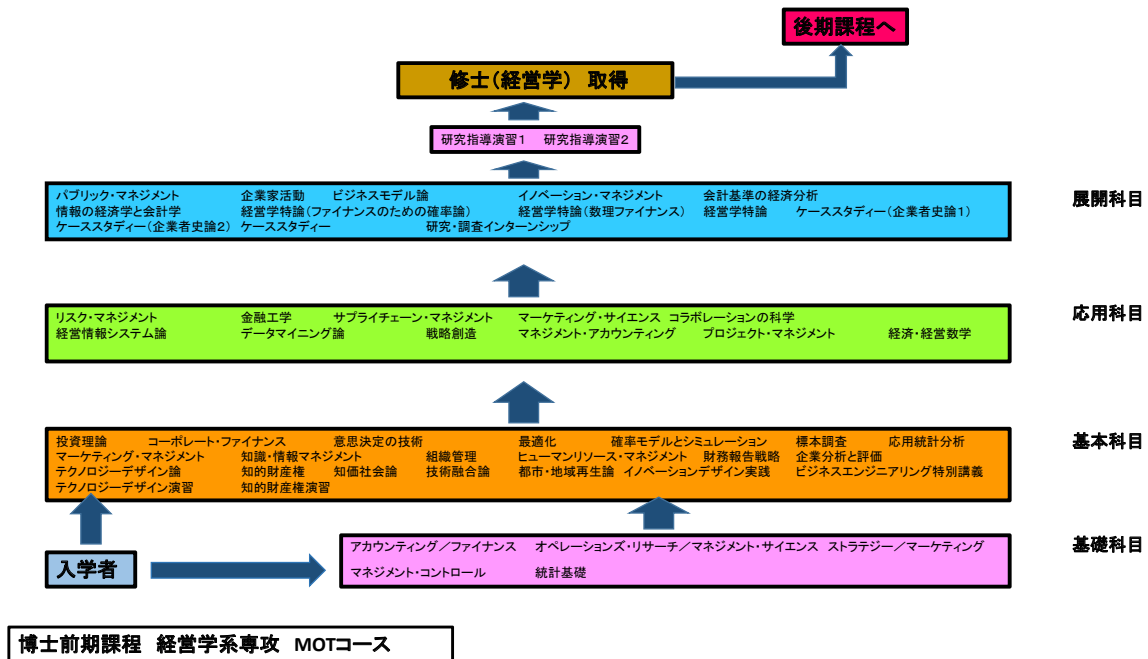 後期課程へ
修士(経営学) 取得
研究指導演習1 研究指導演習2
パブリック・マネジメント 企業家活動 ビジネスモデル論 イノベーション・マネジメント 会計基準の経済分析
情報の経済学と会計学 経営学特論(ファイナンスのための確率論) 経営学特論(数理ファイナンス) 経営学特論 ケーススタディー(企業者史論1)
ケーススタディー(企業者史論2) ケーススタディー 研究・調査インターンシップ
展開科目
リスク・マネジメント 金融工学 サプライチェーン・マネジメント マーケティング・サイエンス コラボレーションの科学
経営情報システム論 データマイニング論 戦略創造 マネジメント・アカウンティング プロジェクト・マネジメント 経済・経営数学
応用科目
投資理論 コーポレート・ファイナンス 意思決定の技術 最適化 確率モデルとシミュレーション 標本調査 応用統計分析
マーケティング・マネジメント 知識・情報マネジメント 組織管理 ヒューマンリソース・マネジメント 財務報告戦略 企業分析と評価
テクノロジーデザイン論 知的財産権 知価社会論 技術融合論 都市・地域再生論 イノベーションデザイン実践 ビジネスエンジニアリング特別講義
テクノロジーデザイン演習 知的財産権演習
基本科目
入学者
アカウンティング/ファイナンス オペレーションズ・リサーチ/マネジメント・サイエンス ストラテジー/マーケティング
マネジメント・コントロール 統計基礎
基礎科目
博士前期課程 経営学系専攻 MOTコース